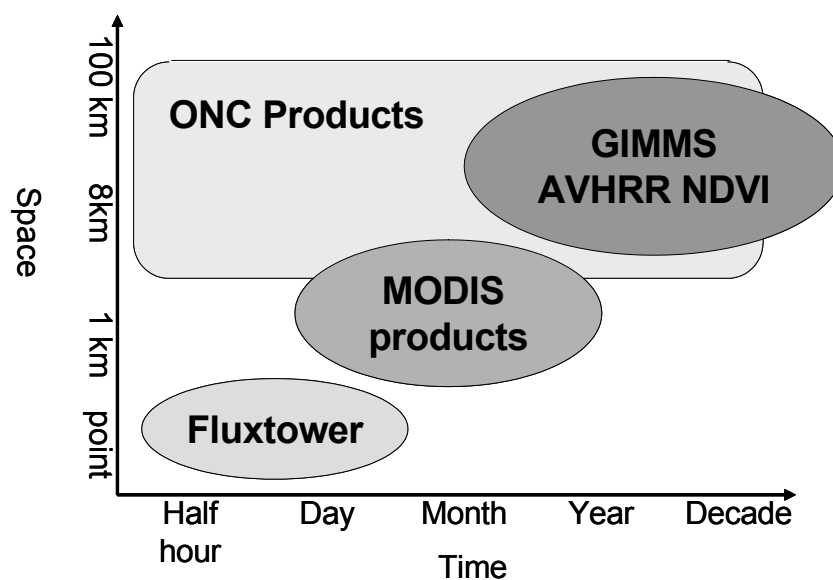 100 km
8km
1 km
point
Space
ONC Products
GIMMS
AVHRR NDVI
MODIS
products
Fluxtower
Half
hour
Day
Month
Year
Decade
Time